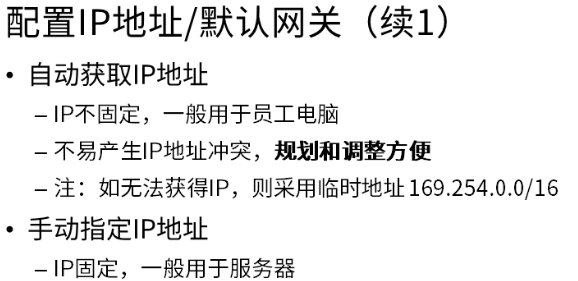 配置IP地址/默认网关（续1）
• 自动获取IP地址
– IP不固定，一般用于员工电脑
– 不易产生IP地址冲突，规划和调整方便
– 注：如无法获得IP，则采用临时地址169.254.0.0/16
• 手动指定IP地址
– IP固定，一般用于服务器